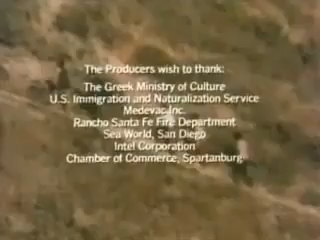 The Producers wish to thank:
The Greek Ministry of Culture
U.S. Immigration and Naturalization Service
Medevac Inc.
Rancho Santa Fe Fire Department
Sea World, San Diego
Intel Corporation
Chamber of Commerce, Spartanburg